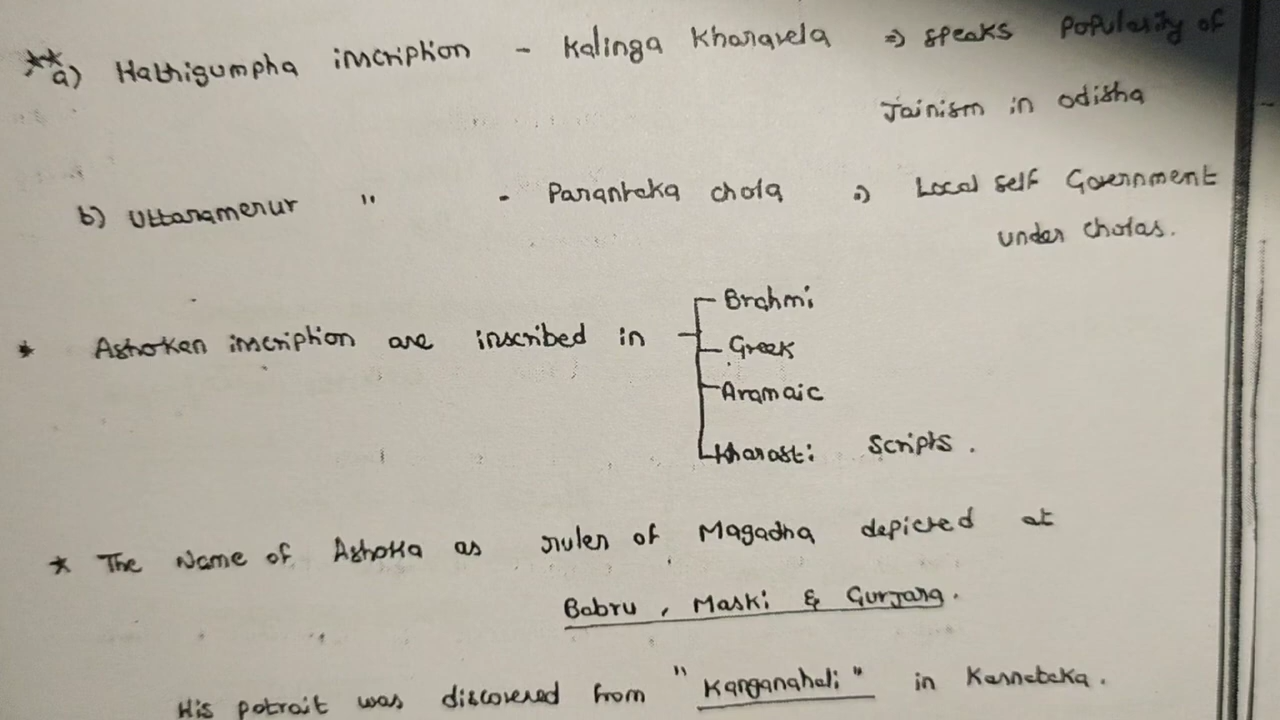 ** a) Hathigumpha inscription - Kalinga Kharavela ⇒ speaks Popularity of
Jainism in odisha
b) Uttaramerur " - Parantaka chola ⇒ Local Self Government
under cholas.
* Ashokan inscription are inscribed in Brahmi
Greek
Aramaic
Kharasti Scripts.
* The Name of Ashoka as ruler of Magadha depicted at
Babru, Maski & Gurjara.
His potrait was discovered from "Kanganahali" in Karnataka.